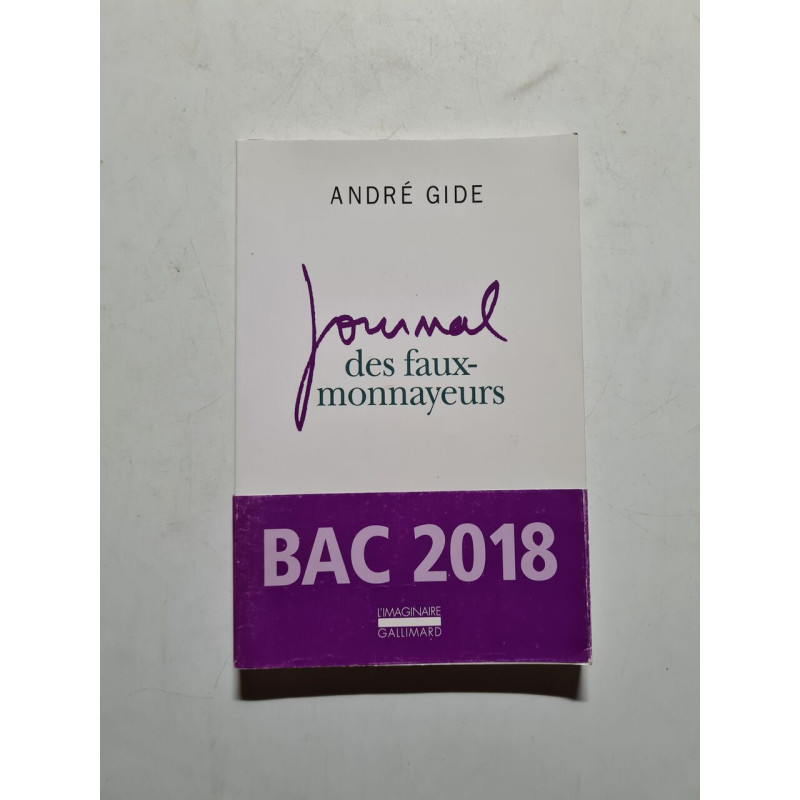 ANDRÉ GIDE
Journal
des faux-
monnayeurs
BAC 2018
L'IMAGINAIRE
GALLIMARD